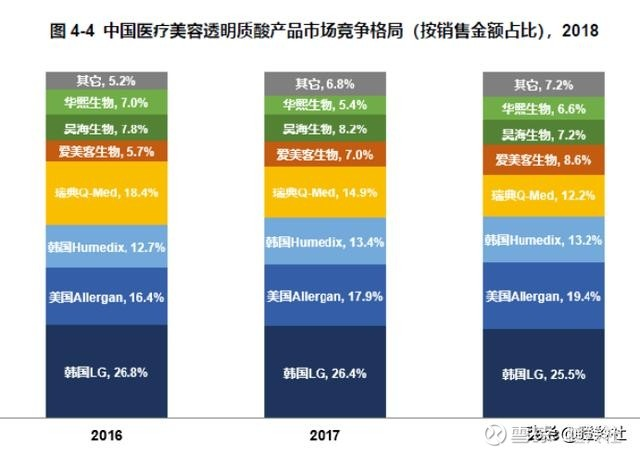 图 4-4 中国医疗美容透明质酸产品市场竞争格局（按销售金额占比），2018
其它, 5.2%
华熙生物, 7.0%
昊海生物, 7.8%
爱美客生物, 5.7%
瑞典Q-Med, 18.4%
韩国Humedix, 12.7%
美国Allergan, 16.4%
韩国LG, 26.8%
2016
其它, 6.8%
华熙生物, 5.4%
昊海生物, 8.2%
爱美客生物, 7.0%
瑞典Q-Med, 14.9%
韩国Humedix, 13.4%
美国Allergan, 17.9%
韩国LG, 26.4%
2017
其它, 7.2%
华熙生物, 6.6%
昊海生物, 7.2%
爱美客生物, 8.6%
瑞典Q-Med, 12.2%
韩国Humedix, 13.2%
美国Allergan, 19.4%
韩国LG, 25.5%